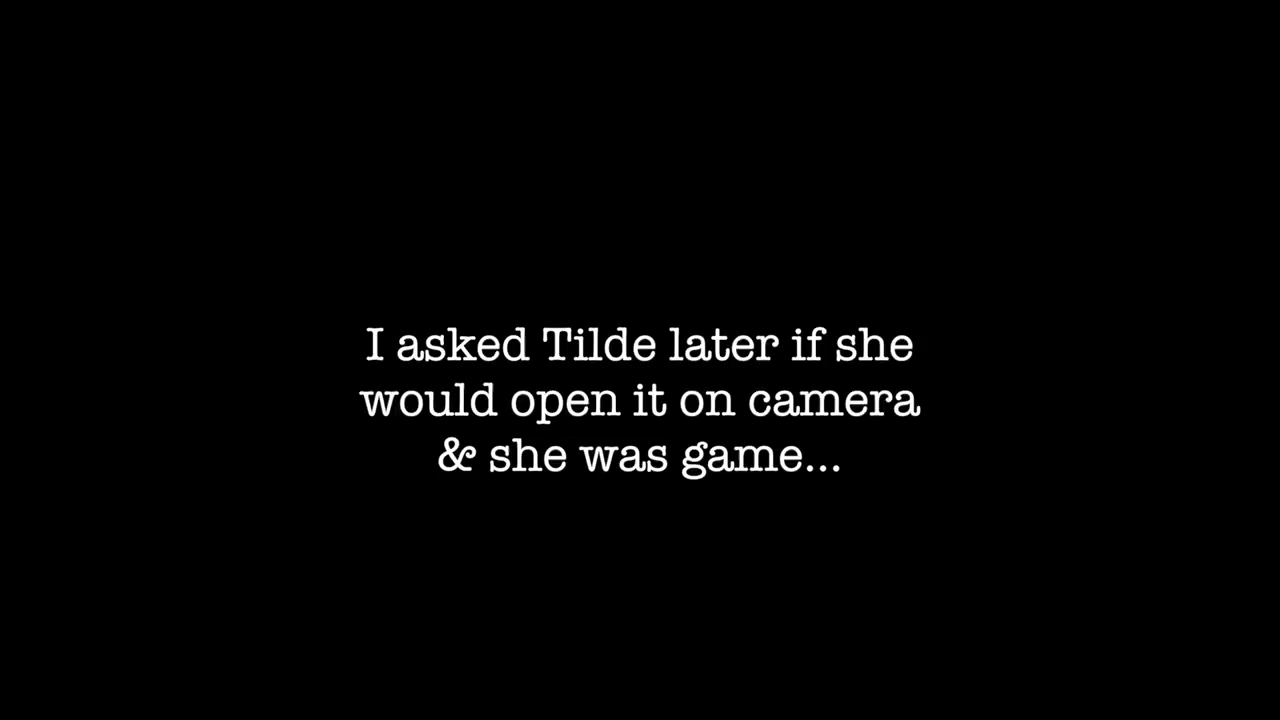 I asked Tilde later if she
would open it on camera
& she was game...